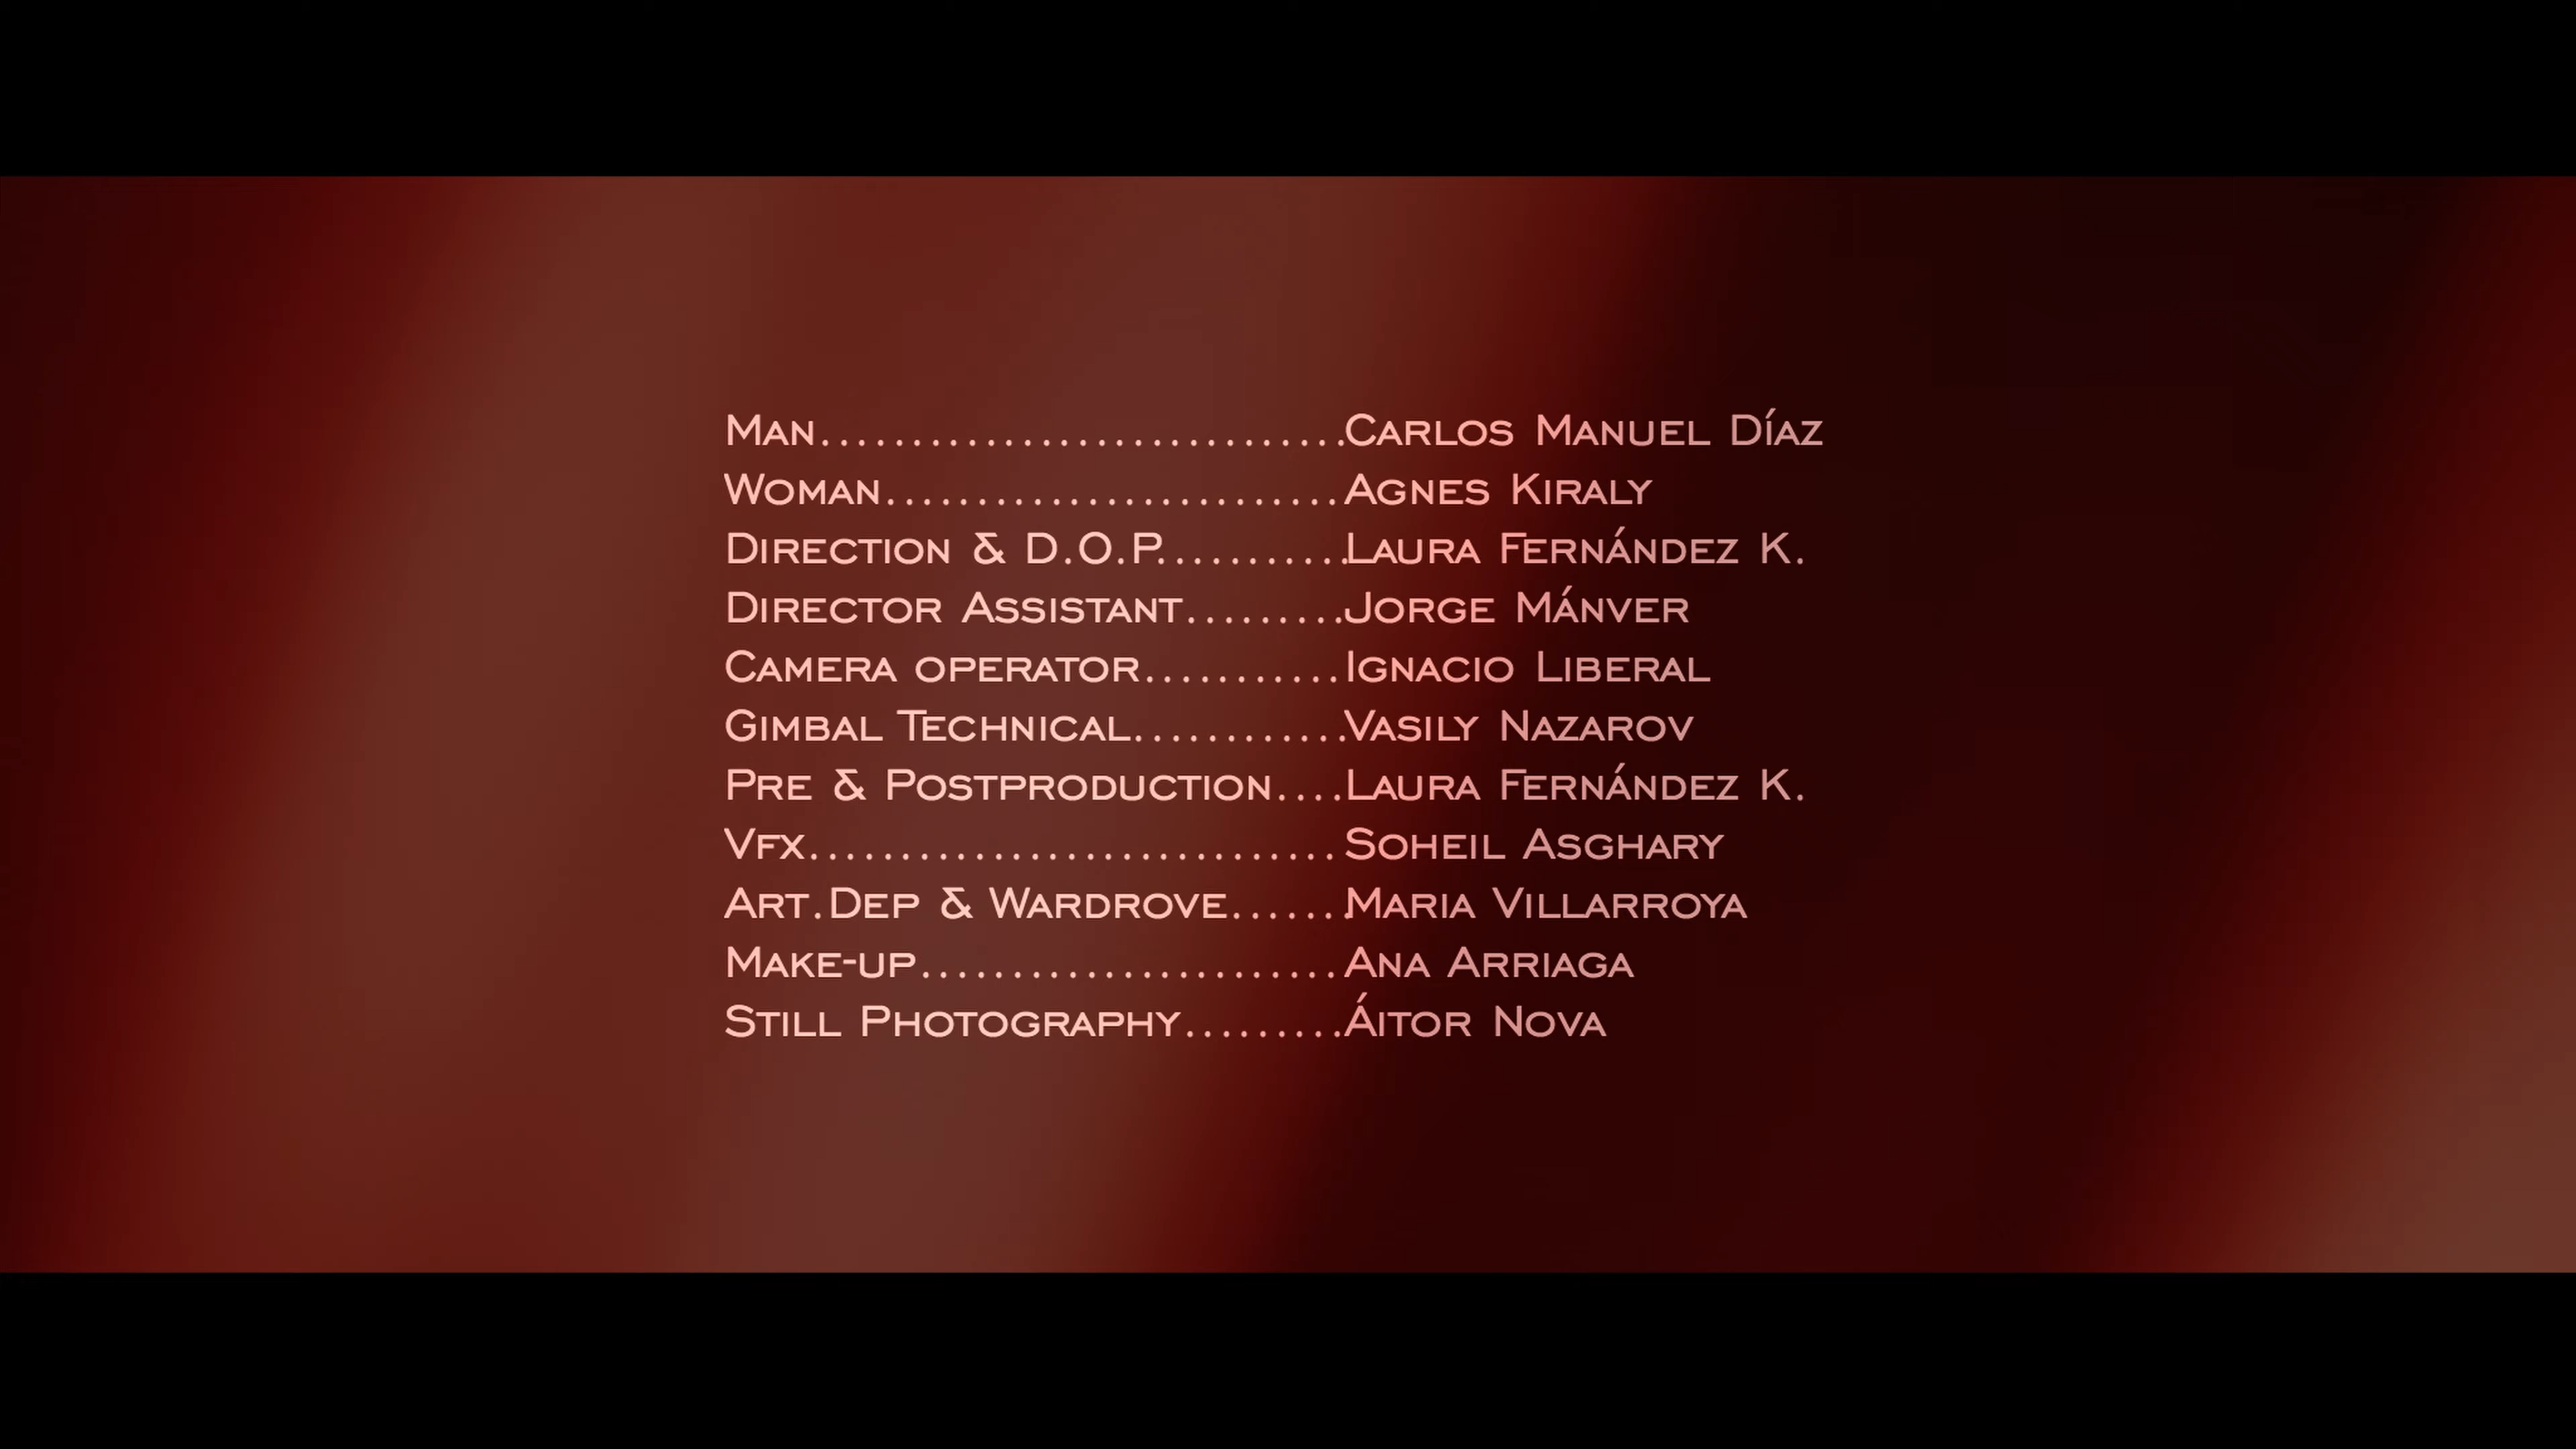 Man.............................Carlos Manuel Díaz
Woman.........................Agnes Kiraly
Direction & D.O.P...........Laura Fernández K.
Director Assistant.........Jorge Mánver
Camera operator...........Ignacio Liberal
Gimbal Technical............Vasily Nazarov
Pre & Postproduction....Laura Fernández K.
Vfx.............................Soheil Asghary
Art.Dep & Wardrove.......Maria Villarroya
Make-up.......................Ana Arriaga
Still Photography.........Áitor Nova